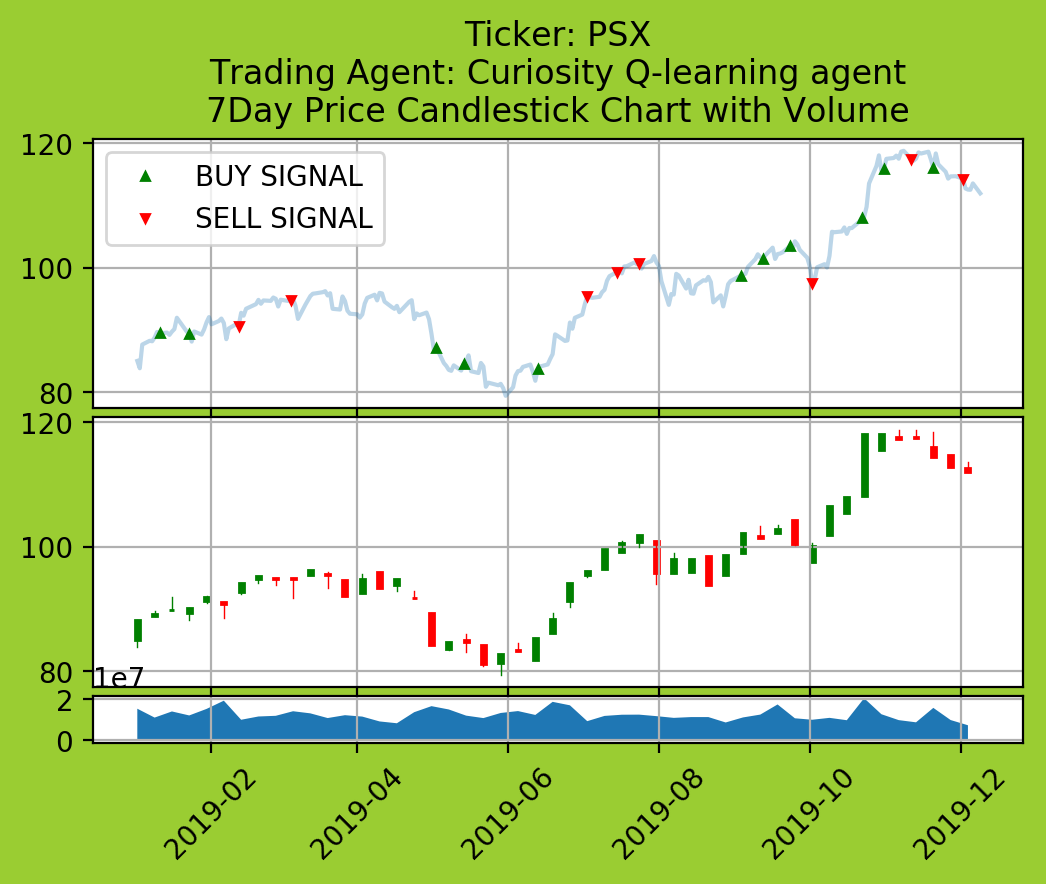 Ticker: PSX
Trading Agent: Curiosity Q-learning agent
7Day Price Candlestick Chart with Volume
120
BUY SIGNAL
SELL SIGNAL
100
80
120
100
80
1e7
2
0
2019-02
2019-04
2019-06
2019-08
2019-10
2019-12